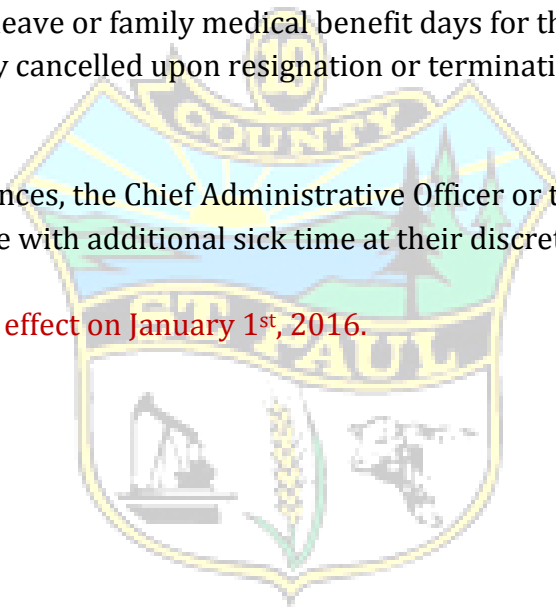 leave or family medical benefit days for th
y cancelled upon resignation or terminati
10
COUNTY
nces, the Chief Administrative Officer or t
e with additional sick time at their discret
effect on January 1st, 2016.
ST. PAUL